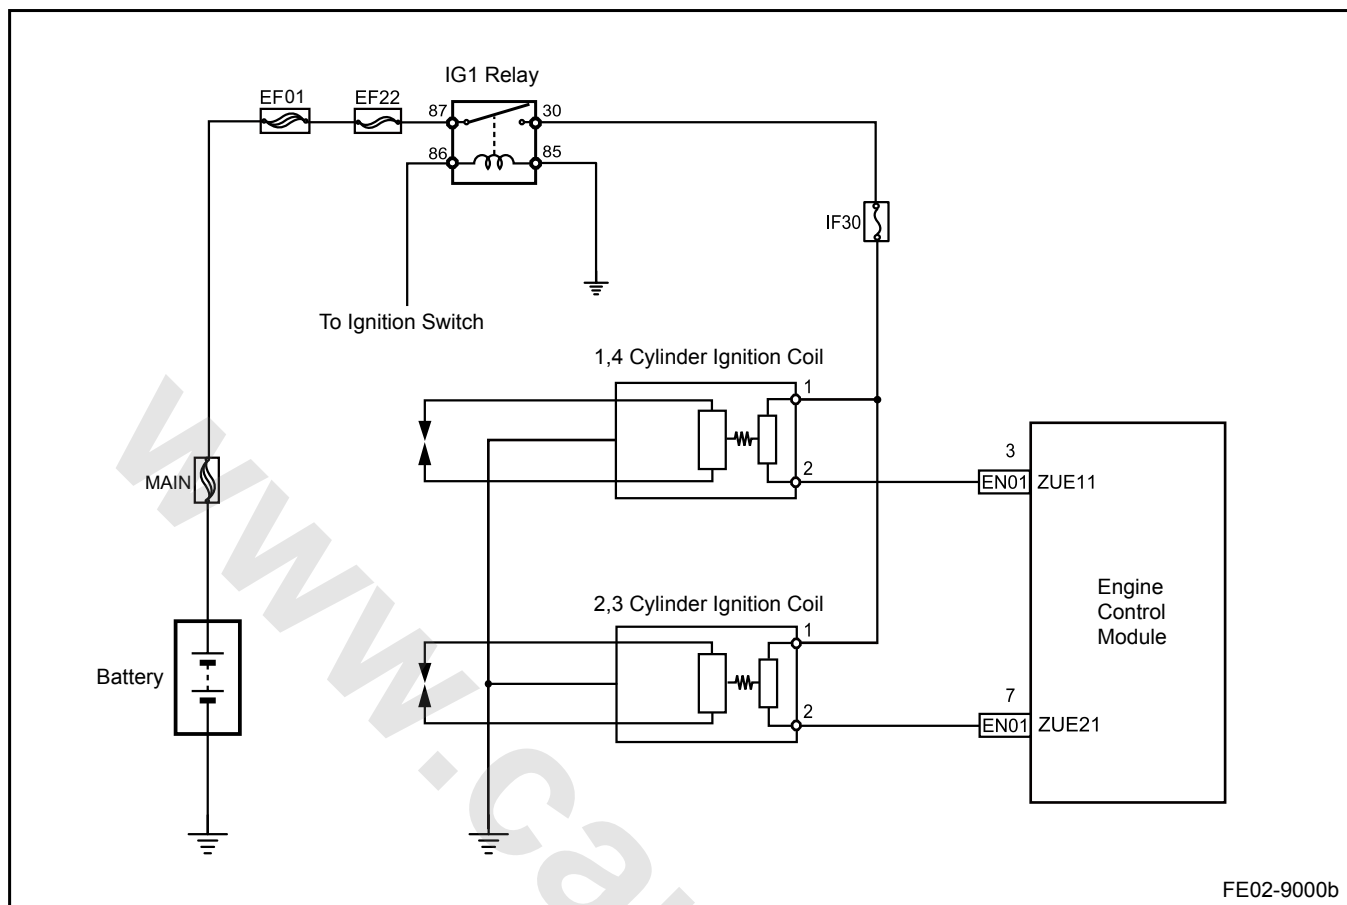 IG1 Relay
EF01
EF22
87
30
86
85
IF30
To Ignition Switch
1,4 Cylinder Ignition Coil
1
3
MAIN
2
EN01
ZUE11
Engine
Control
Module
2,3 Cylinder Ignition Coil
1
Battery
7
2
EN01
ZUE21
www.ca
FE02-9000b